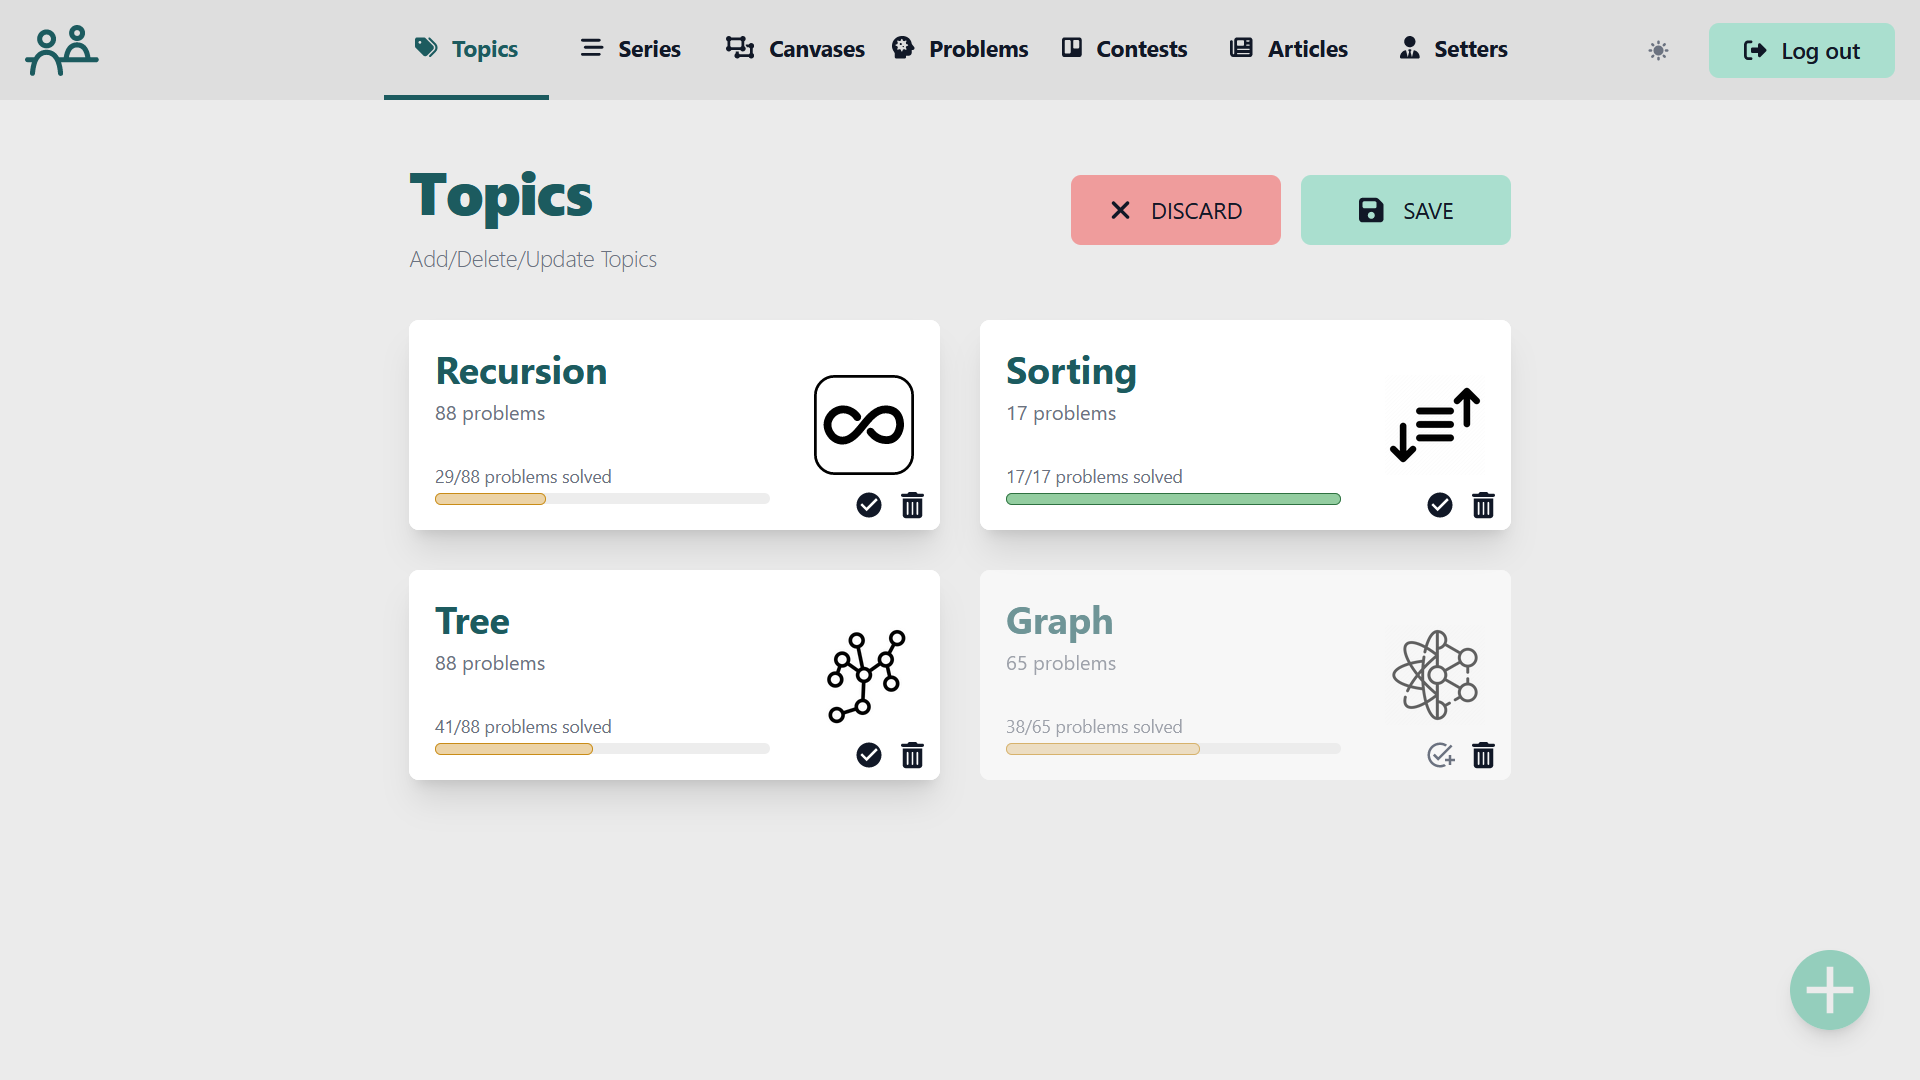 Topics
Series
Canvases
Problems
Contests
Articles
Setters
Log out
Topics
DISCARD
SAVE
Add/Delete/Update Topics
Recursion
88 problems
29/88 problems solved
Sorting
17 problems
17/17 problems solved
Tree
88 problems
41/88 problems solved
Graph
65 problems
38/65 problems solved